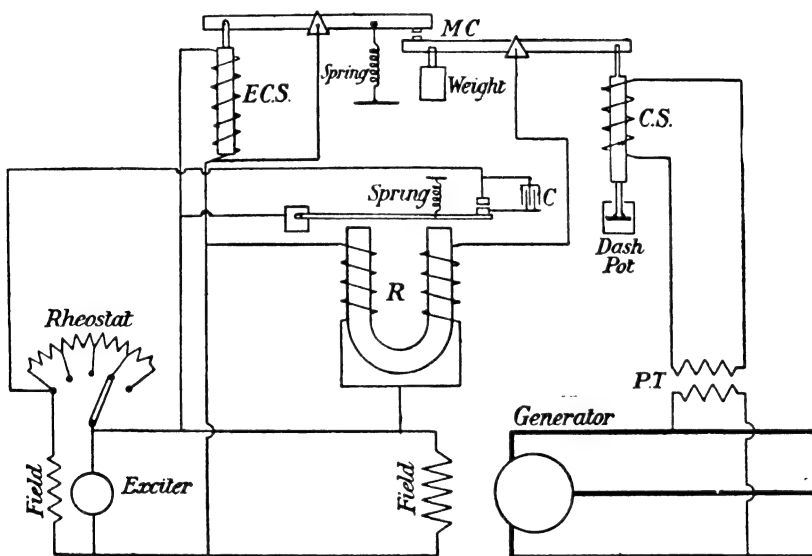 MC
Spring
E.C.S.
Weight
C.S.
Spring
C
Dash
Pot
R
Rheostat
P.T
Generator
Field
Exciter
Field